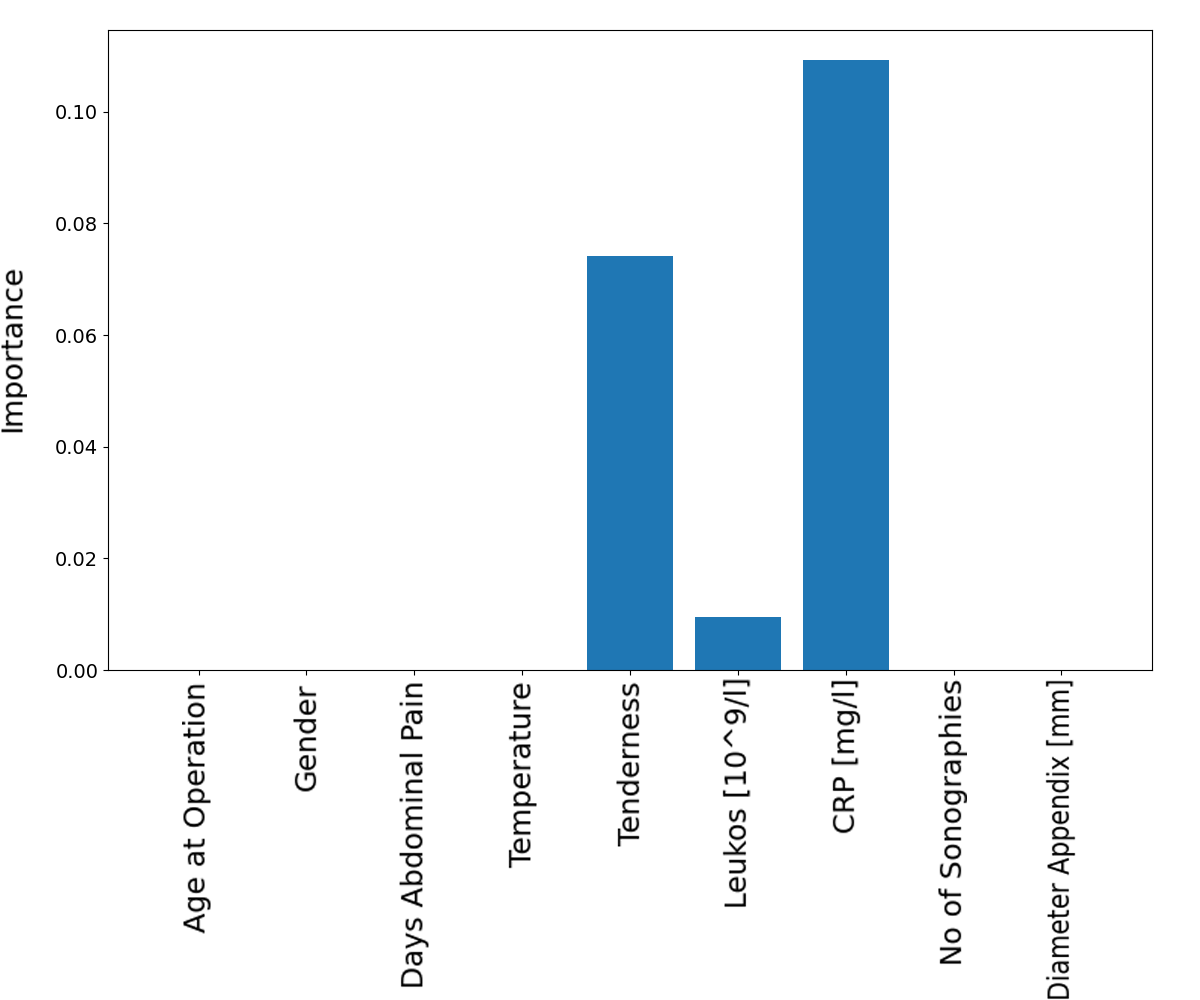 Importance
0.10
0.08
0.06
0.04
0.02
0.00
Age at Operation
Gender
Days Abdominal Pain
Temperature
Tenderness
Leukos [10^9/l]
CRP [mg/l]
No of Sonographies
Diameter Appendix [mm]